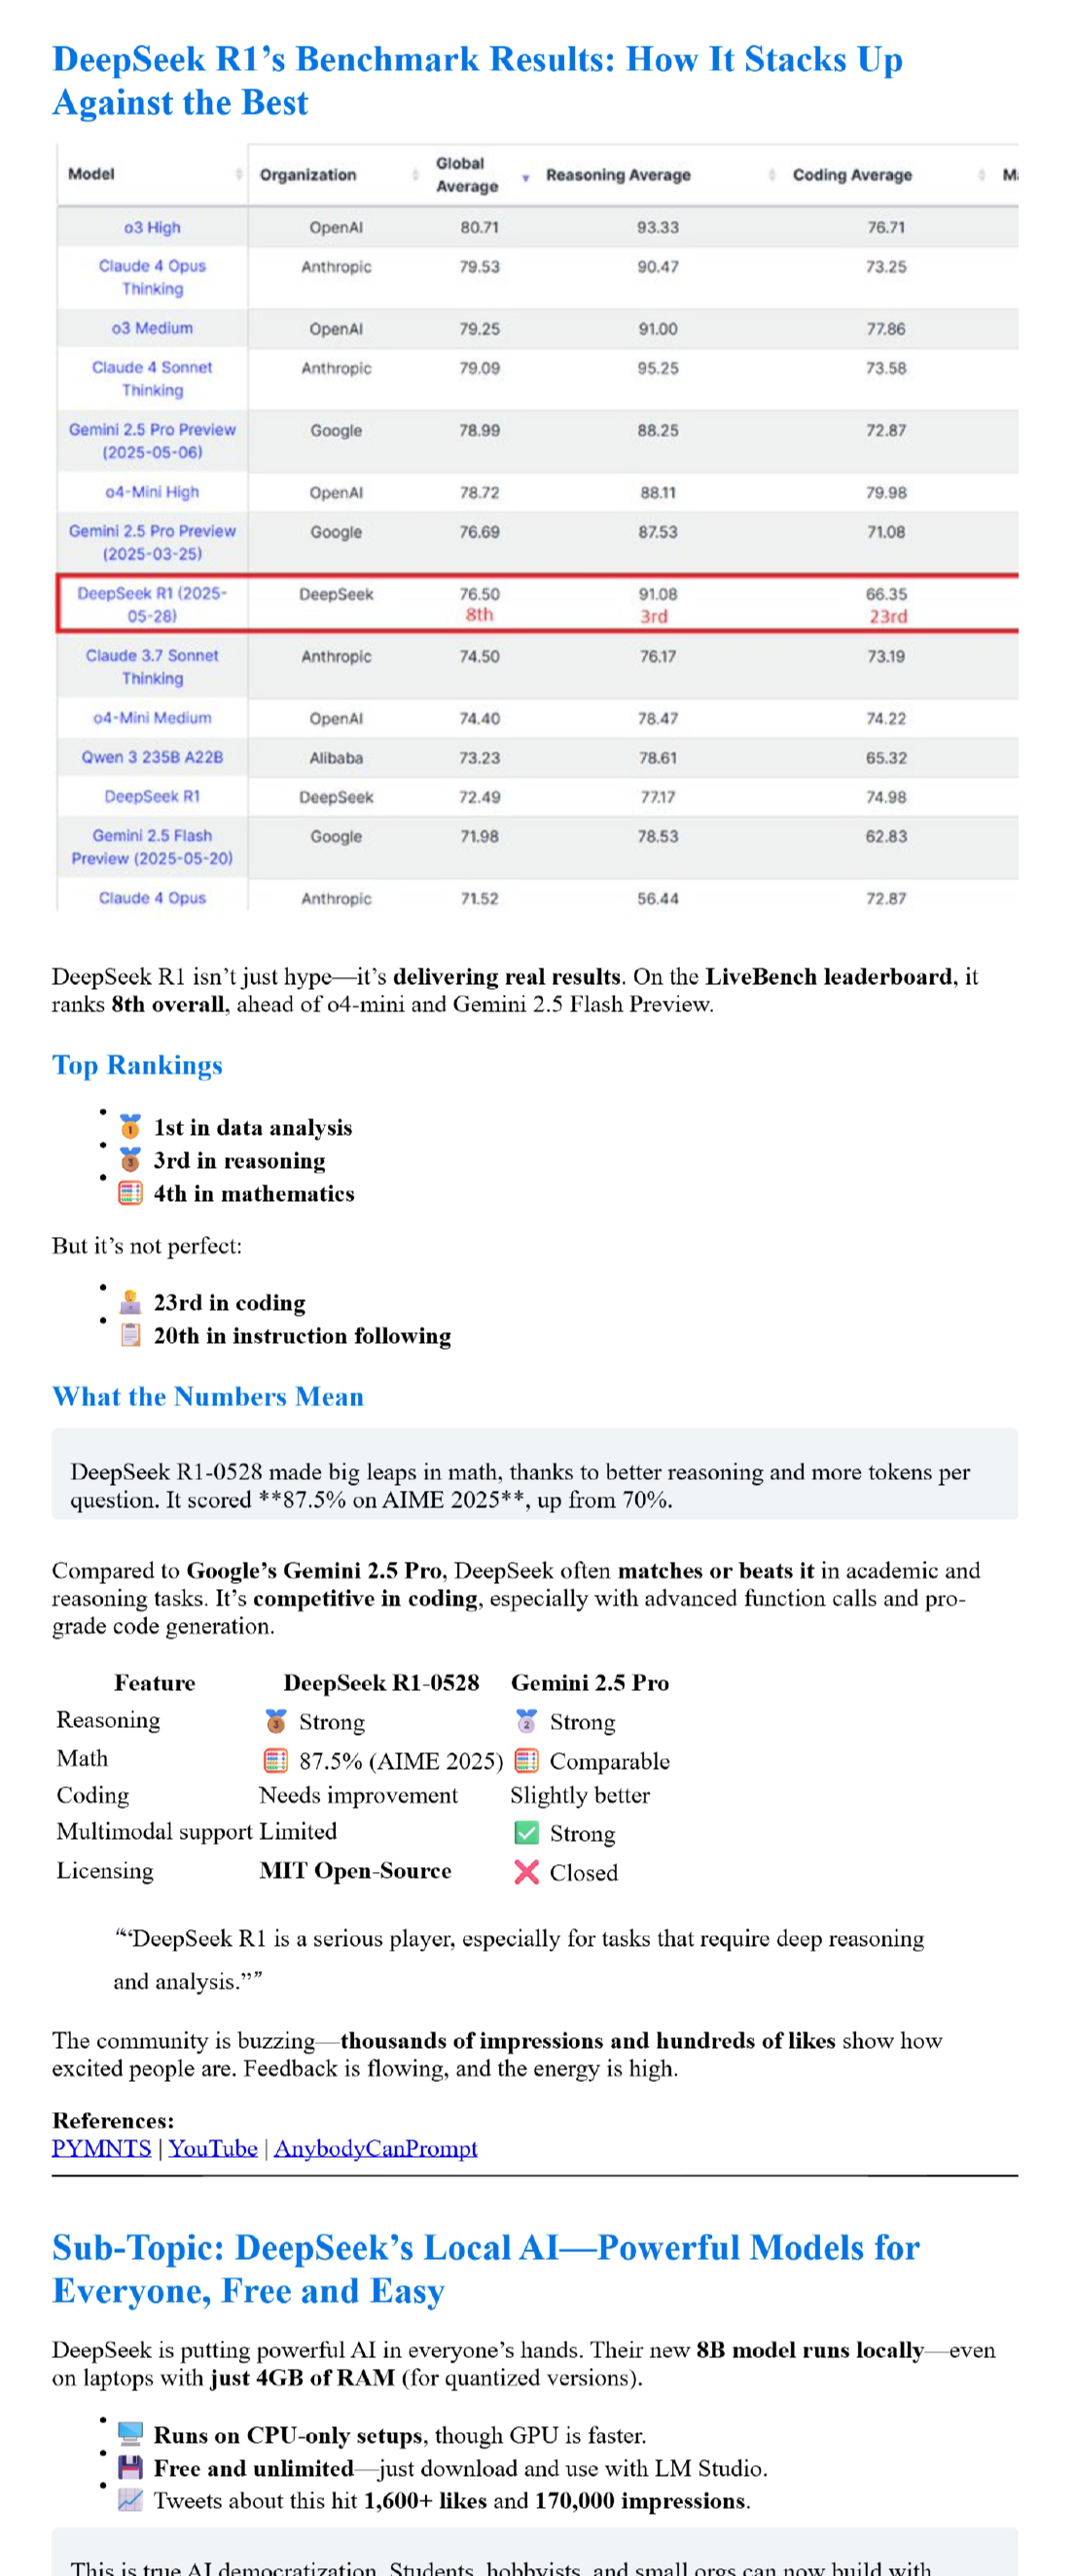 DeepSeek R1’s Benchmark Results: How It Stacks Up
Against the Best
Model Organization Global Average Reasoning Average Coding Average Ma
o3 High OpenAI 80.71 93.33 76.71
Claude 4 Opus Thinking Anthropic 79.53 90.47 73.25
o3 Medium OpenAI 79.25 91.00 77.86
Claude 4 Sonnet Thinking Anthropic 79.09 95.25 73.58
Gemini 2.5 Pro Preview (2025-05-06) Google 78.99 88.25 72.87
o4-Mini High OpenAI 78.72 88.11 79.98
Gemini 2.5 Pro Preview (2025-03-25) Google 76.69 87.53 71.08
DeepSeek R1 (2025-05-28) DeepSeek 76.50 91.08 66.35
8th 3rd 23rd
Claude 3.7 Sonnet Thinking Anthropic 74.50 76.17 73.19
o4-Mini Medium OpenAI 74.40 78.47 74.22
Qwen 3 235B A22B Alibaba 73.23 78.61 65.32
DeepSeek R1 DeepSeek 72.49 77.17 74.98
Gemini 2.5 Flash Preview (2025-05-20) Google 71.98 78.53 62.83
Claude 4 Opus Anthropic 71.52 56.44 72.87
DeepSeek R1 isn’t just hype—it’s delivering real results. On the LiveBench leaderboard, it
ranks 8th overall, ahead of o4-mini and Gemini 2.5 Flash Preview.
Top Rankings
• 🥇 1st in data analysis
• 🥉 3rd in reasoning
• 🧮 4th in mathematics
But it’s not perfect:
• 🧑‍💻 23rd in coding
• 📋 20th in instruction following
What the Numbers Mean
DeepSeek R1-0528 made big leaps in math, thanks to better reasoning and more tokens per
question. It scored **87.5% on AIME 2025**, up from 70%.
Compared to Google’s Gemini 2.5 Pro, DeepSeek often matches or beats it in academic and
reasoning tasks. It’s competitive in coding, especially with advanced function calls and pro-
grade code generation.
Feature DeepSeek R1-0528 Gemini 2.5 Pro
Reasoning 🥉 Strong 🥈 Strong
Math 🧮 87.5% (AIME 2025) 🧮 Comparable
Coding Needs improvement Slightly better
Multimodal support Limited ✅ Strong
Licensing MIT Open-Source ❌ Closed
““DeepSeek R1 is a serious player, especially for tasks that require deep reasoning
and analysis.””
The community is buzzing—thousands of impressions and hundreds of likes show how
excited people are. Feedback is flowing, and the energy is high.
References:
PYMNTS | YouTube | AnybodyCanPrompt
Sub-Topic: DeepSeek’s Local AI—Powerful Models for
Everyone, Free and Easy
DeepSeek is putting powerful AI in everyone’s hands. Their new 8B model runs locally—even
on laptops with just 4GB of RAM (for quantized versions).
• 🖥️ Runs on CPU-only setups, though GPU is faster.
• 💾 Free and unlimited—just download and use with LM Studio.
• 📈 Tweets about this hit 1,600+ likes and 170,000 impressions.
This is true AI democratization. Students, hobbyists, and small orgs can now build with